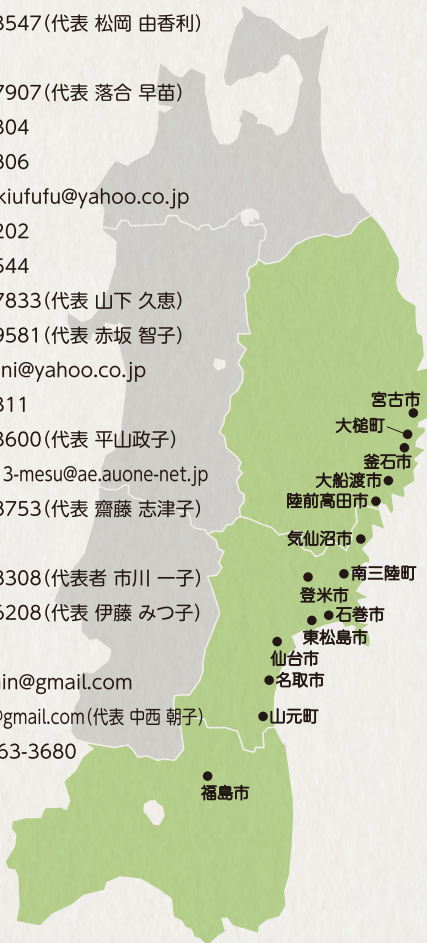 3547(代表 松岡 由香利)
7907(代表 落合 早苗)
304
306
kiufufu@yahoo.co.jp
202
544
7833(代表 山下 久恵)
9581(代表 赤坂 智子)
ni@yahoo.co.jp
311
3600(代表 平山政子)
13-mesu@ae.auone-net.jp
3753(代表 齋藤 志津子)
3308(代表者 市川 一子)
6208(代表 伊藤 みつ子)
in@gmail.com
@gmail.com(代表 中西 朝子)
63-3680
宮古市
大槌町
釜石市
大船渡市
陸前高田市
気仙沼市
南三陸町
登米市
石巻市
東松島市
仙台市
名取市
山元町
福島市